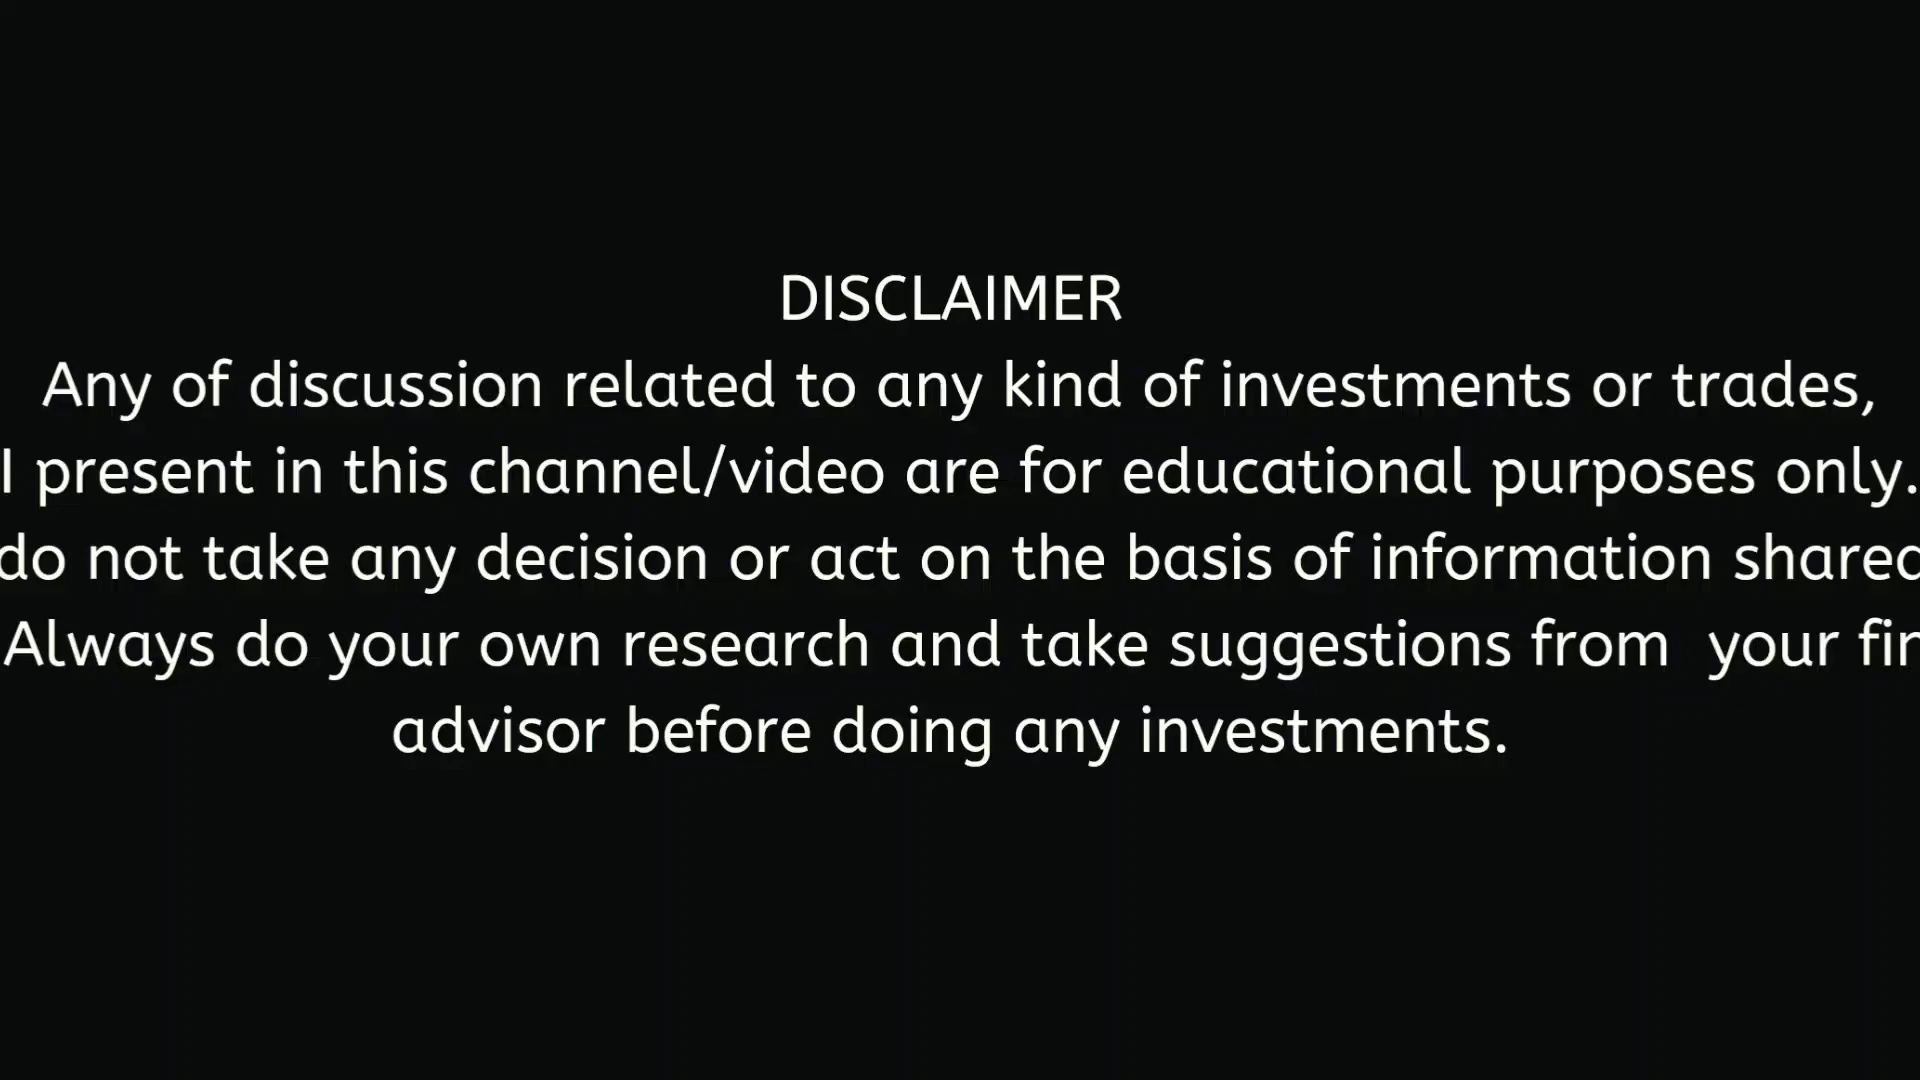 DISCLAIMER
Any of discussion related to any kind of investments or trades,
I present in this channel/video are for educational purposes only.
do not take any decision or act on the basis of information shared
Always do your own research and take suggestions from your fin
advisor before doing any investments.